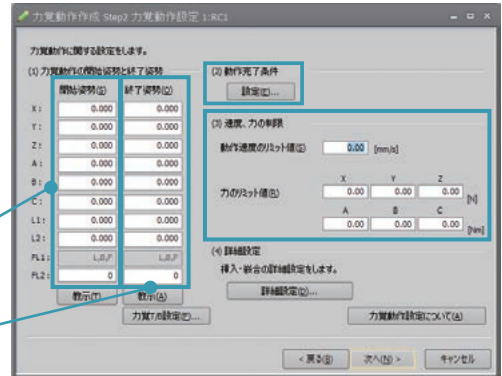 力覚動作作成 Step2 力覚動作設定 1:RC1
力覚動作に関する設定をします。
(1) 力覚動作の開始姿勢と終了姿勢
開始姿勢(S) 終了姿勢(Q)
X: 0.000 0.000
Y: 0.000 0.000
Z: 0.000 0.000
A: 0.000 0.000
B: 0.000 0.000
C: 0.000 0.000
L1: 0.000 0.000
L2: 0.000 0.000
FL1: L,B,F L,B,F
FL2: 0 0
教示(T) 教示(A)
力覚T/B設定(F)...
(2) 動作完了条件
設定(E)...
(3) 速度、力の制限
動作速度のリミット値(S) 0.00 [mm/s]
X Y Z
力のリミット値(R) 0.00 0.00 0.00 [N]
A B C
0.00 0.00 0.00 [Nm]
(4) 詳細設定
挿入・嵌合の詳細設定をします。
詳細設定(D)...
力覚動作設定について(A)
< 戻る(B) 次へ(N) > キャンセル